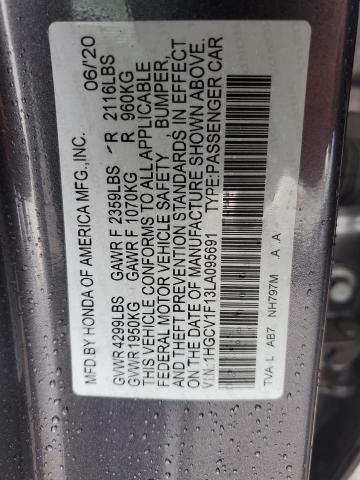 MFD BY HONDA OF AMERICA MFG.,INC. 06/'20
GVWR 4299LBS GAWR F 2359LBS R 2116LBS
GVWR 1950KG GAWR F 1070KG R 960KG
THIS VEHICLE CONFORMS TO ALL APPLICABLE
FEDERAL MOTOR VEHICLE SAFETY, BUMPER,
AND THEFT PREVENTION STANDARDS IN EFFECT
ON THE DATE OF MANUFACTURE SHOWN ABOVE.
V.I.N.:1HGCV1F13LA095691 TYPE:PASSENGER CAR
TVA L AB7 NH797M A A